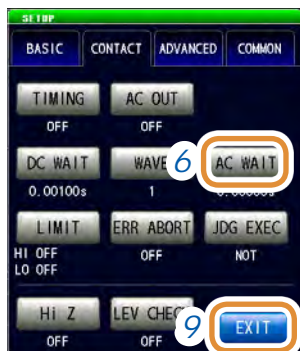 SETUP
BASIC CONTACT ADVANCED COMMON
TIMING AC OUT
OFF OFF
DC WAIT WAVE 6 AC WAIT
0.00100s 1
LIMIT ERR ABORT JDG EXEC
HI OFF OFF NOT
LO OFF
Hi Z LEV CHECK 9 EXIT
OFF OFF